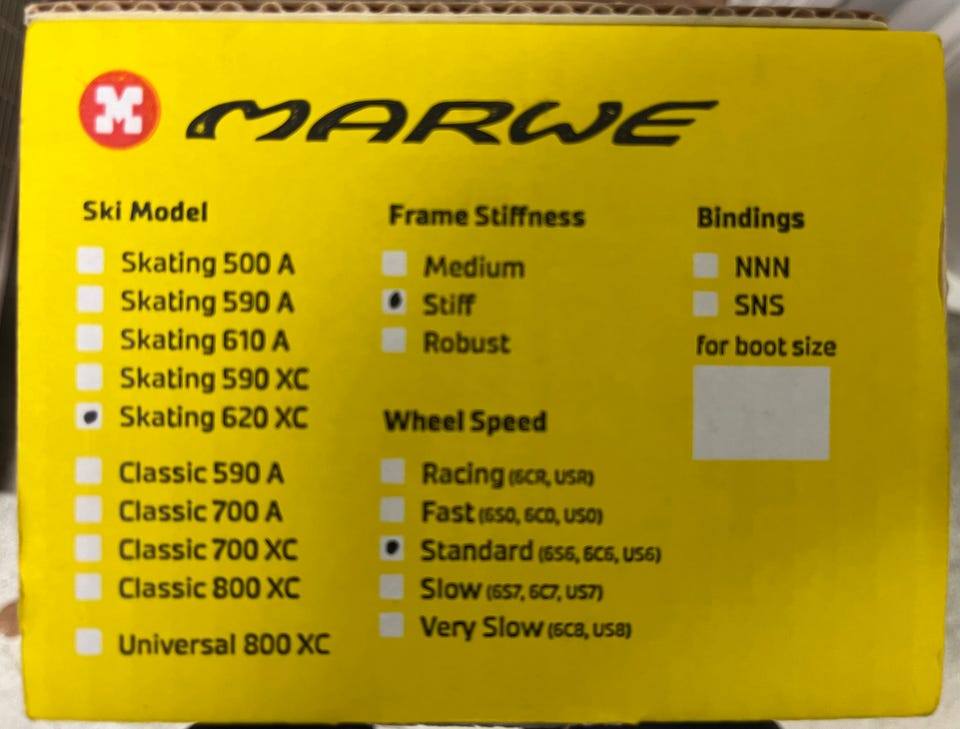 M MARWE
Ski Model
Skating 500 A
Skating 590 A
Skating 610 A
Skating 590 XC
Skating 620 XC
Classic 590 A
Classic 700 A
Classic 700 XC
Classic 800 XC
Universal 800 XC
Frame Stiffness
Medium
Stiff
Robust
Wheel Speed
Racing (6CR, USR)
Fast (6S0, 6C0, US0)
Standard (6S6, 6C6, US6)
Slow (6S7, 6C7, US7)
Very Slow (6C8, US8)
Bindings
NNN
SNS
for boot size